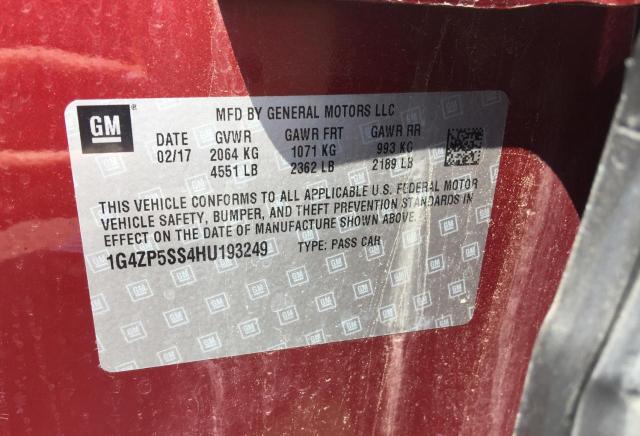 GM
MFD BY GENERAL MOTORS LLC
DATE GVWR GAWR FRT GAWR RR
02/17 2064 KG 1071 KG 993 KG
4551 LB 2362 LB 2189 LB
THIS VEHICLE CONFORMS TO ALL APPLICABLE U.S. FEDERAL MOTOR
VEHICLE SAFETY, BUMPER, AND THEFT PREVENTION STANDARDS IN
EFFECT ON THE DATE OF MANUFACTURE SHOWN ABOVE.
1G4ZP5SS4HU193249 TYPE: PASS CAR